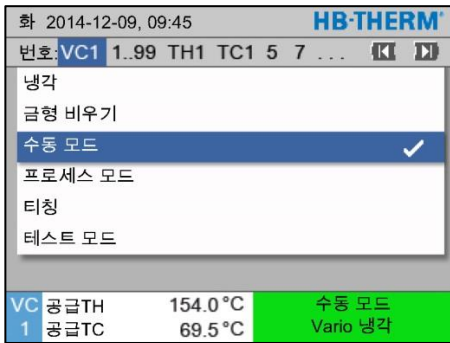 화 2014-12-09, 09:45 HB-THERM®
번호: VC1 1..99 TH1 TC1 5 7 ...
냉각
금형 비우기
수동 모드
프로세스 모드
티칭
테스트 모드
VC 공급TH 154.0 °C 수동 모드
1 공급TC 69.5 °C Vario 냉각